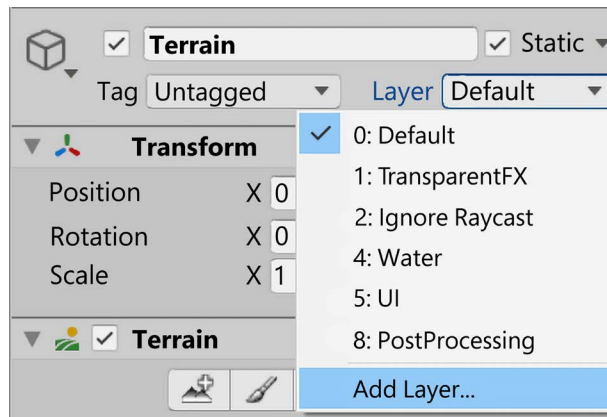 Terrain Static
Tag Untagged Layer Default
Transform
Position X 0
Rotation X 0
Scale X 1
Terrain
0: Default
1: TransparentFX
2: Ignore Raycast
4: Water
5: UI
8: PostProcessing
Add Layer...